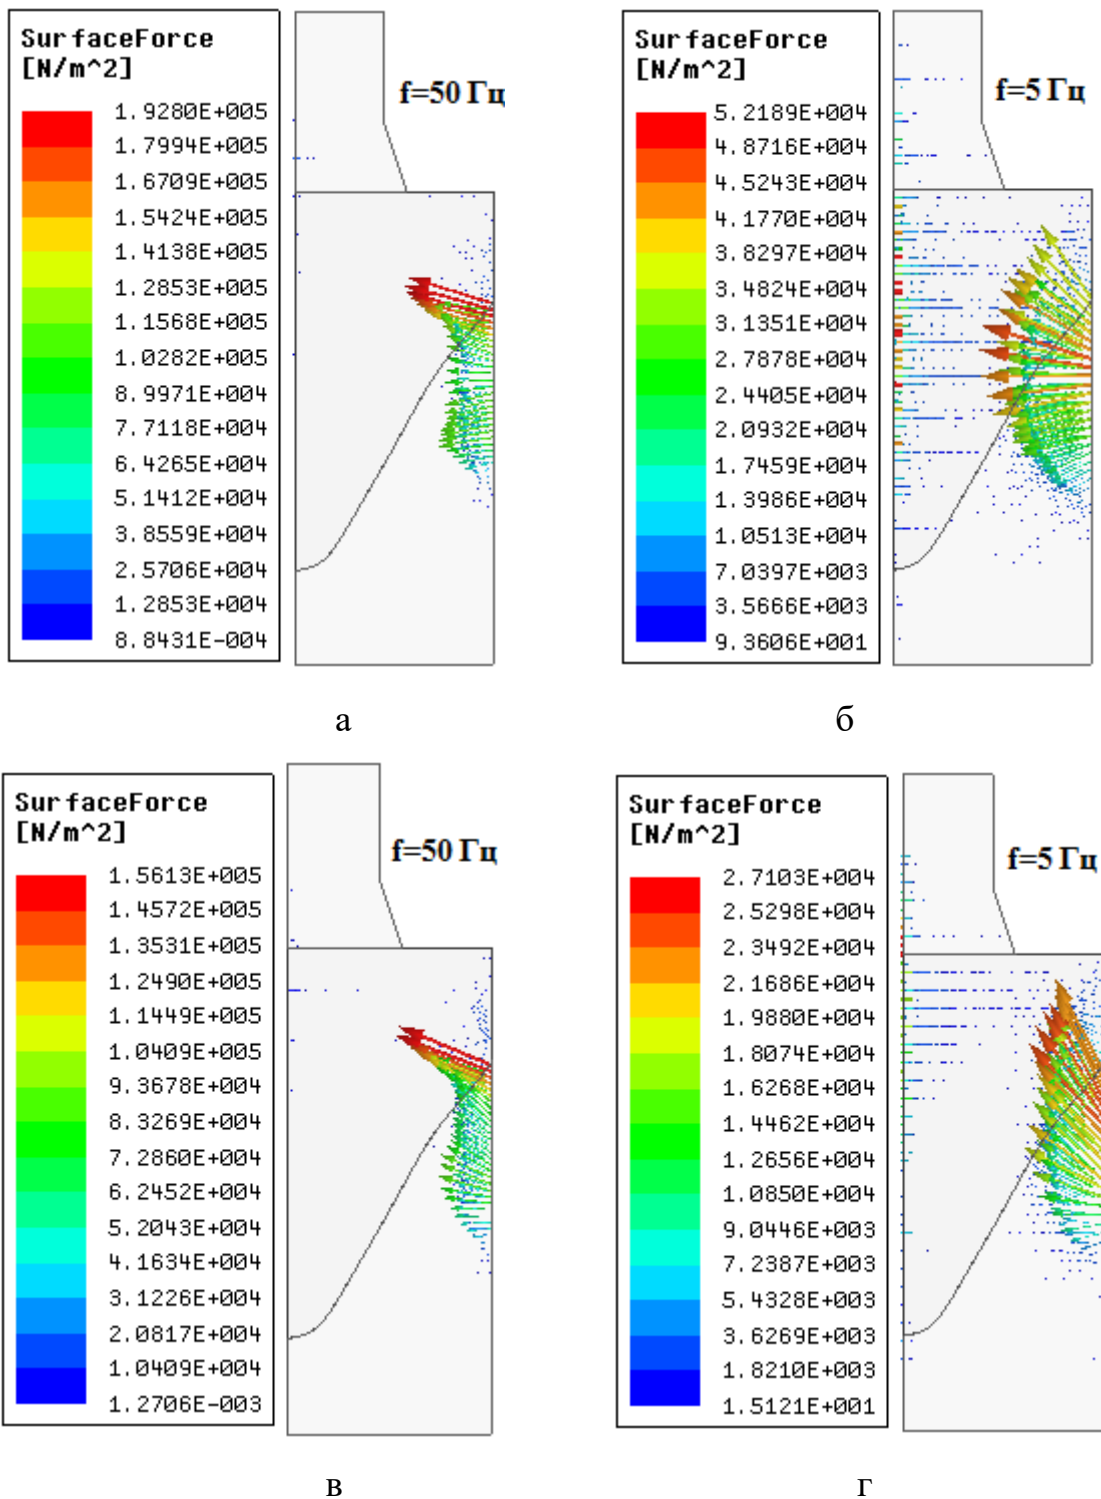 SurfaceForce
[N/m^2]
1.9280E+005
1.7994E+005
1.6709E+005
1.5424E+005
1.4138E+005
1.2853E+005
1.1568E+005
1.0282E+005
8.9971E+004
7.7118E+004
6.4265E+004
5.1412E+004
3.8559E+004
2.5706E+004
1.2853E+004
8.8431E-004
f=50 Гц
а
SurfaceForce
[N/m^2]
5.2189E+004
4.8716E+004
4.5243E+004
4.1770E+004
3.8297E+004
3.4824E+004
3.1351E+004
2.7878E+004
2.4405E+004
2.0932E+004
1.7459E+004
1.3986E+004
1.0513E+004
7.0397E+003
3.5666E+003
9.3606E+001
f=5 Гц
б
SurfaceForce
[N/m^2]
1.5613E+005
1.4572E+005
1.3531E+005
1.2490E+005
1.1449E+005
1.0409E+005
9.3678E+004
8.3269E+004
7.2860E+004
6.2452E+004
5.2043E+004
4.1634E+004
3.1226E+004
2.0817E+004
1.0409E+004
1.2706E-003
f=50 Гц
в
SurfaceForce
[N/m^2]
2.7103E+004
2.5298E+004
2.3492E+004
2.1686E+004
1.9880E+004
1.8074E+004
1.6268E+004
1.4462E+004
1.2656E+004
1.0850E+004
9.0446E+003
7.2387E+003
5.4328E+003
3.6269E+003
1.8210E+003
1.5121E+001
f=5 Гц
г